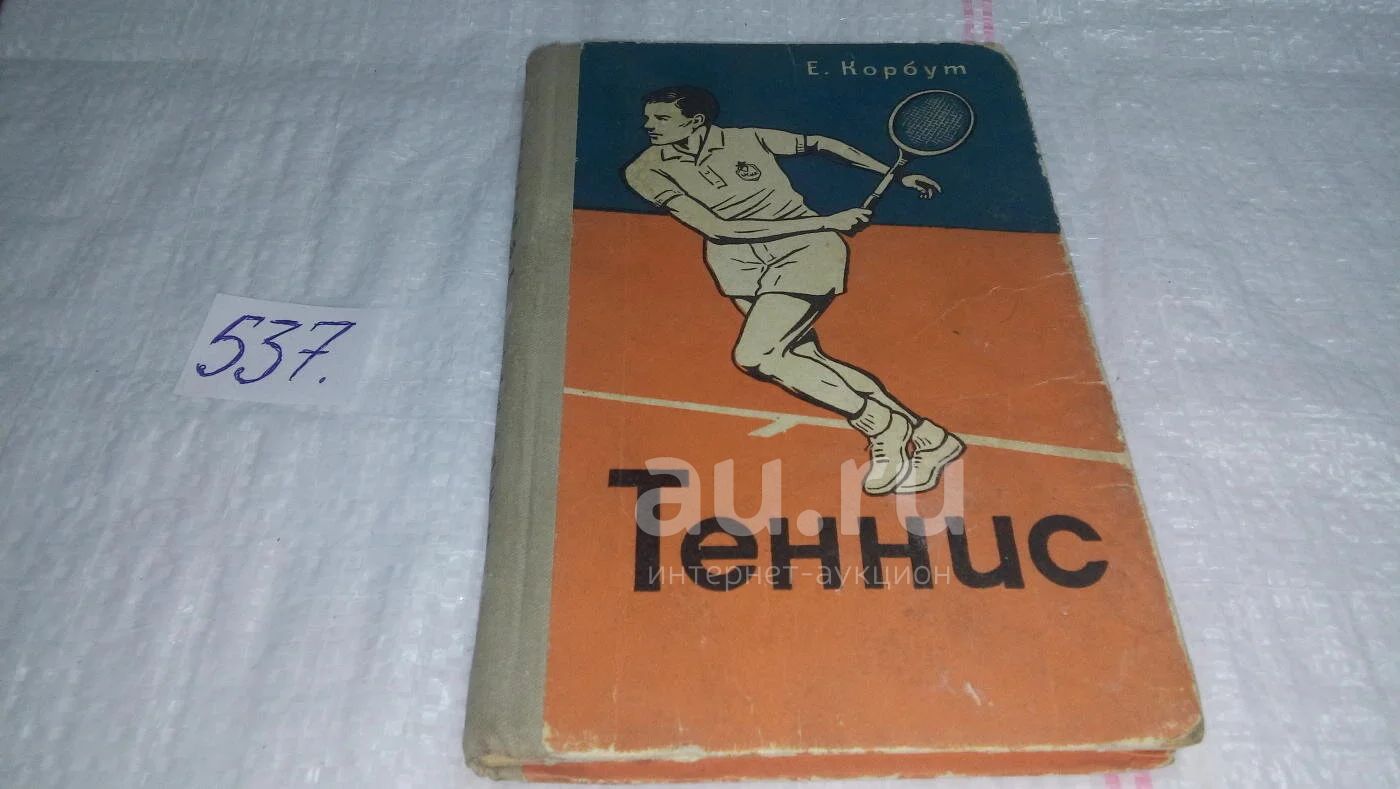 Е. Корбут
537.
au.ru
Теннис
интернет-аукцион